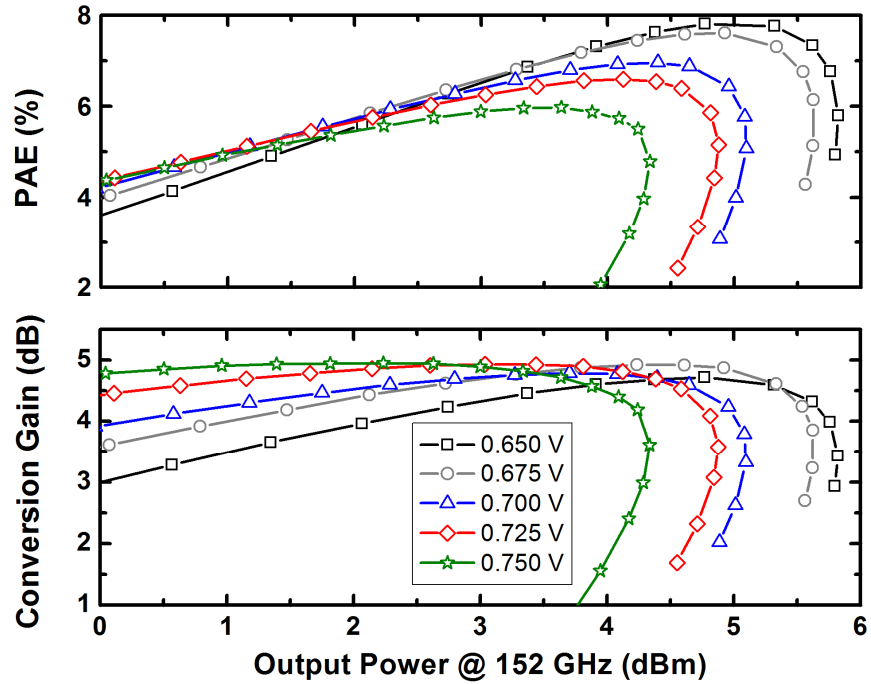 8
6
4
2
PAE (%)
5
4
3
2
1
Conversion Gain (dB)
0.650 V
0.675 V
0.700 V
0.725 V
0.750 V
0 1 2 3 4 5 6
Output Power @ 152 GHz (dBm)